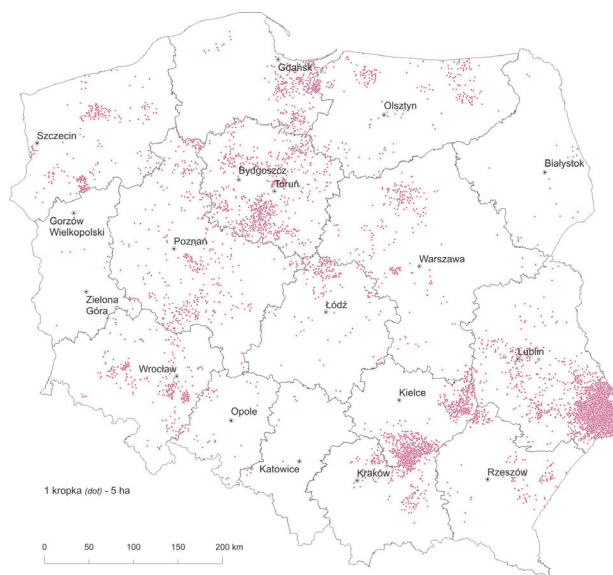 Gdańsk
Olsztyn
Szczecin
Białystok
Bydgoszcz
Toruń
Gorzów
Wielkopolski
Poznań
Warszawa
Zielona
Góra
Łódź
Lublin
Wrocław
Kielce
Opole
Katowice
Kraków
Rzeszów
1 kropka (dot) - 5 ha
0 50 100 150 200 km